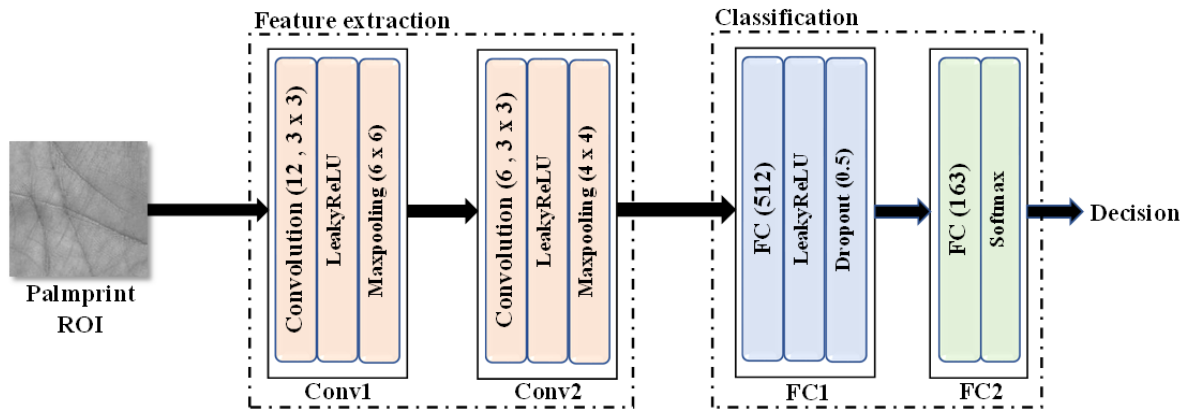 Feature extraction
Classification
Palmprint
ROI
Convolution (12 , 3 x 3)
LeakyReLU
Maxpooling (6 x 6)
Conv1
Convolution (6 , 3 x 3)
LeakyReLU
Maxpooling (4 x 4)
Conv2
FC (512)
LeakyReLU
Dropout (0.5)
FC1
FC (163)
Softmax
FC2
Decision